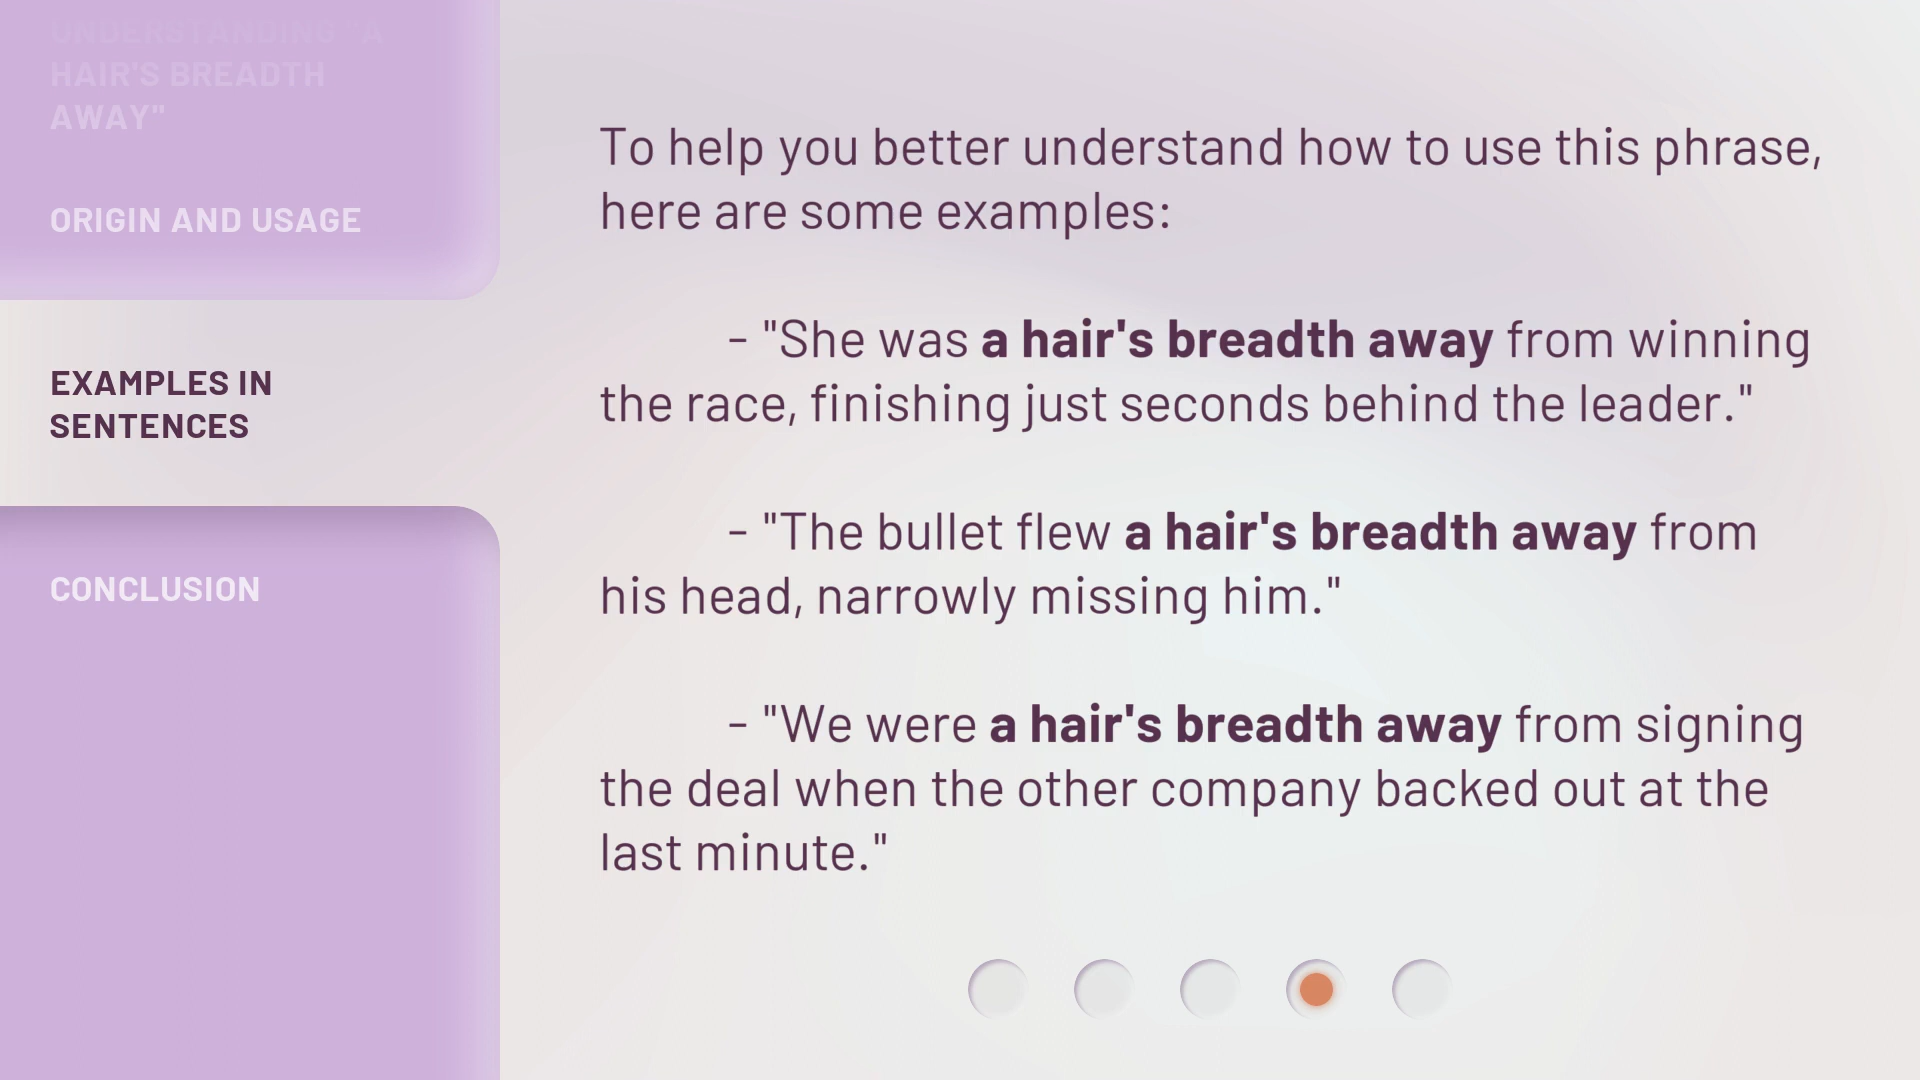 UNDERSTANDING "A
HAIR'S BREADTH
AWAY"
ORIGIN AND USAGE
EXAMPLES IN
SENTENCES
CONCLUSION
To help you better understand how to use this phrase,
here are some examples:
- "She was a hair's breadth away from winning
the race, finishing just seconds behind the leader."
- "The bullet flew a hair's breadth away from
his head, narrowly missing him."
- "We were a hair's breadth away from signing
the deal when the other company backed out at the
last minute."